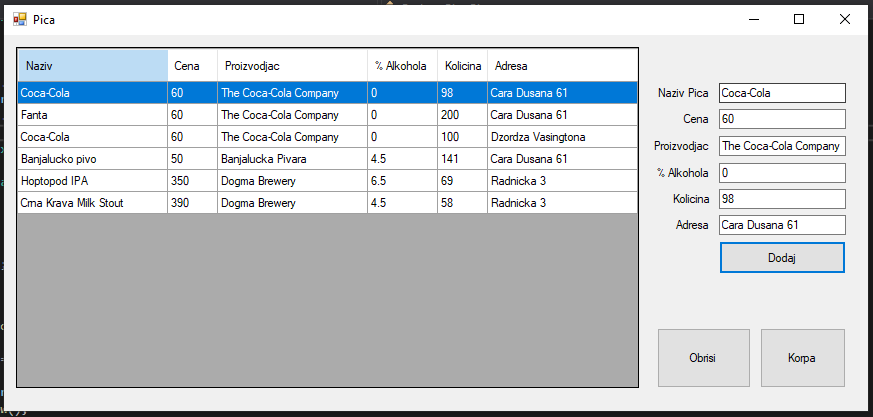 Pica
Naziv Cena Proizvodjac % Alkohola Kolicina Adresa
Coca-Cola 60 The Coca-Cola Company 0 98 Cara Dusana 61
Fanta 60 The Coca-Cola Company 0 200 Cara Dusana 61
Coca-Cola 60 The Coca-Cola Company 0 100 Dzordza Vasingtona
Banjalucko pivo 50 Banjalucka Pivara 4.5 141 Cara Dusana 61
Hoptopod IPA 350 Dogma Brewery 6.5 69 Radnicka 3
Crna Krava Milk Stout 390 Dogma Brewery 4.5 58 Radnicka 3
Naziv Pica Coca-Cola
Cena 60
Proizvodjac The Coca-Cola Company
% Alkohola 0
Kolicina 98
Adresa Cara Dusana 61
Dodaj
Obrisi Korpa